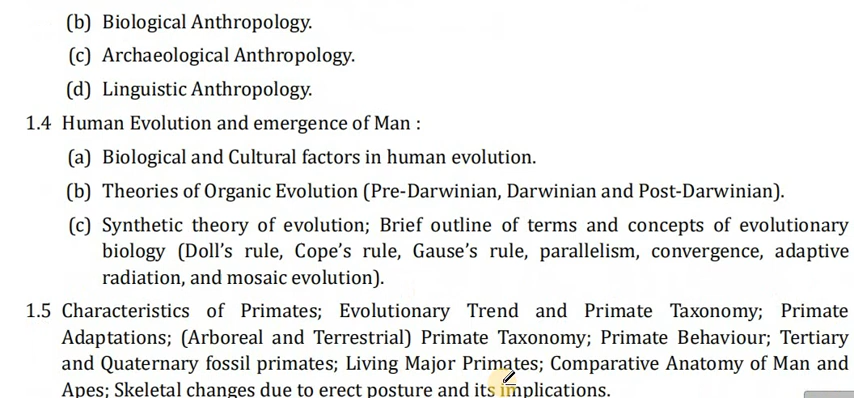 (b) Biological Anthropology.
(c) Archaeological Anthropology.
(d) Linguistic Anthropology.
1.4 Human Evolution and emergence of Man :
(a) Biological and Cultural factors in human evolution.
(b) Theories of Organic Evolution (Pre-Darwinian, Darwinian and Post-Darwinian).
(c) Synthetic theory of evolution; Brief outline of terms and concepts of evolutionary
biology (Doll’s rule, Cope’s rule, Gause’s rule, parallelism, convergence, adaptive
radiation, and mosaic evolution).
1.5 Characteristics of Primates; Evolutionary Trend and Primate Taxonomy; Primate
Adaptations; (Arboreal and Terrestrial) Primate Taxonomy; Primate Behaviour; Tertiary
and Quaternary fossil primates; Living Major Primates; Comparative Anatomy of Man and
Apes; Skeletal changes due to erect posture and its implications.